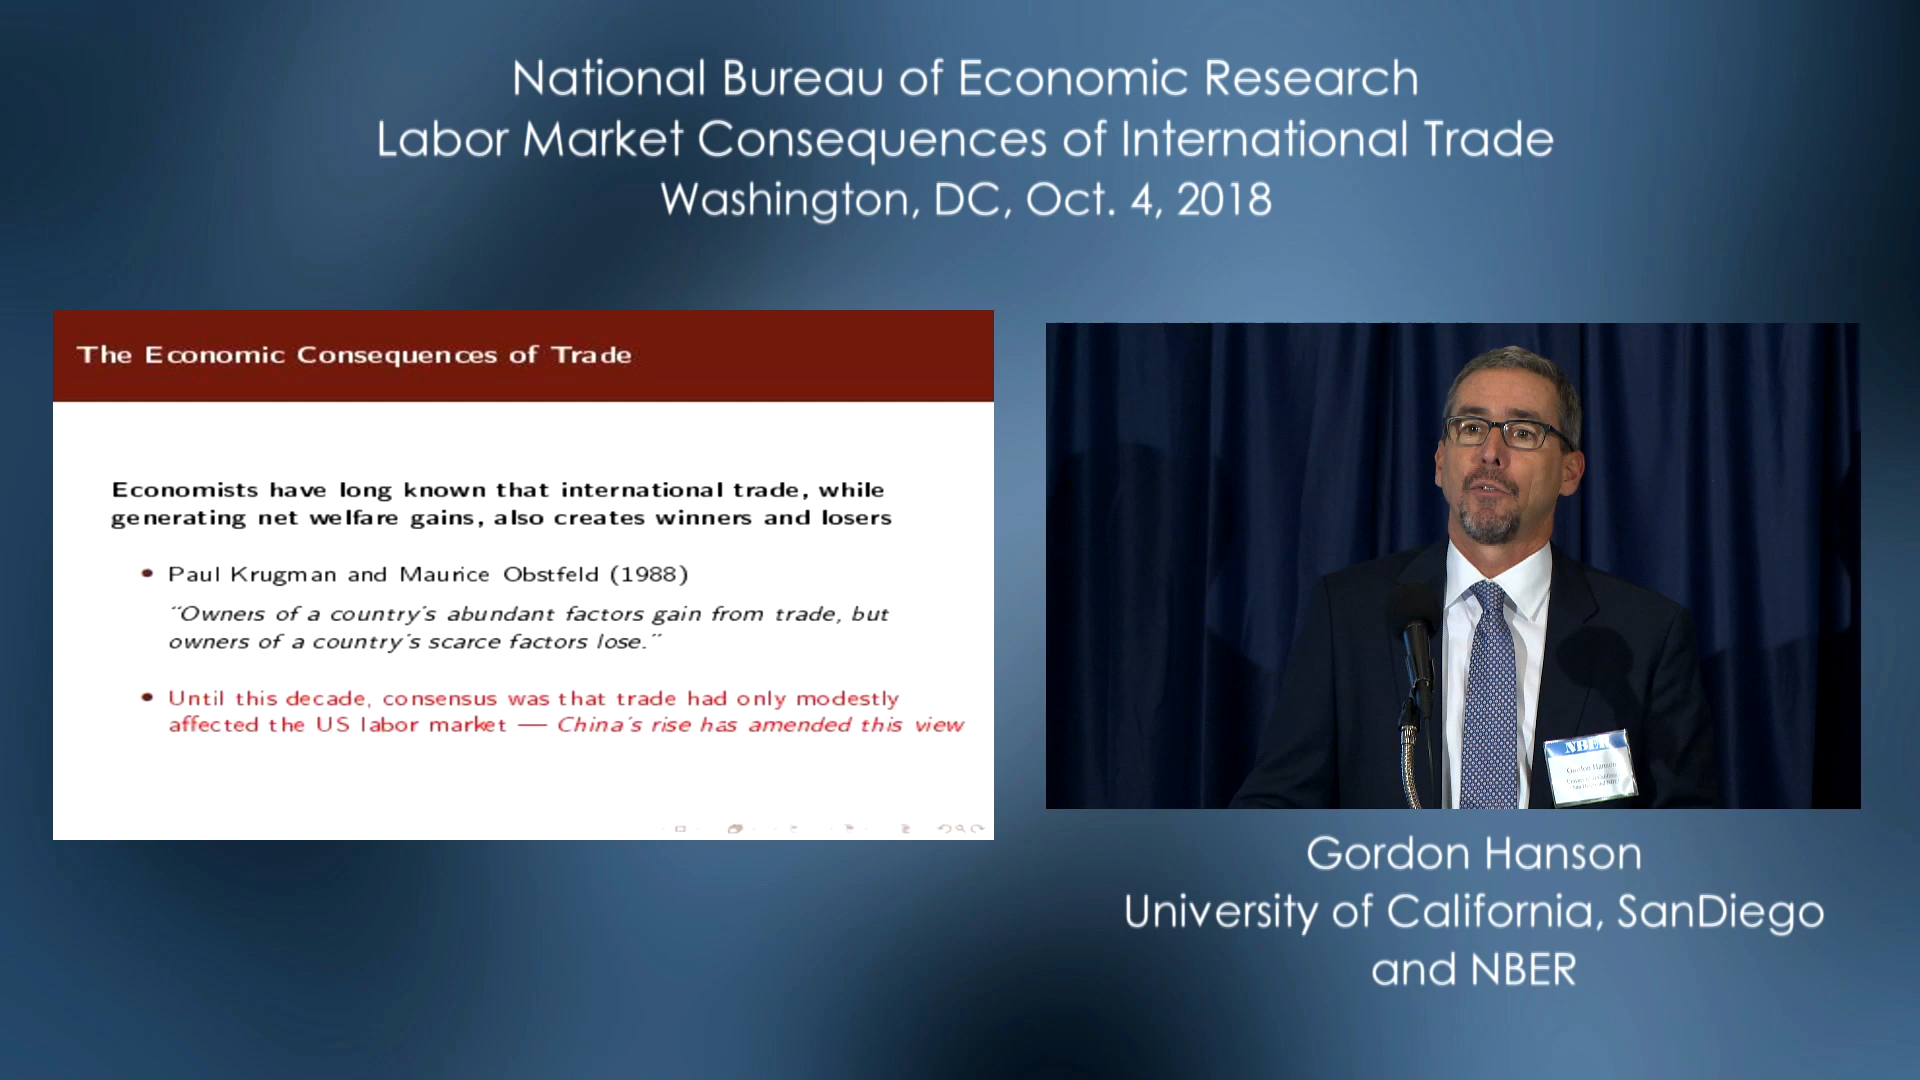 National Bureau of Economic Research
Labor Market Consequences of International Trade
Washington, DC, Oct. 4, 2018
The Economic Consequences of Trade
Economists have long known that international trade, while
generating net welfare gains, also creates winners and losers
• Paul Krugman and Maurice Obstfeld (1988)
"Owners of a country's abundant factors gain from trade, but
owners of a country's scarce factors lose."
• Until this decade, consensus was that trade had only modestly
affected the US labor market — China's rise has amended this view
NBER
Gordon Hanson
Gordon Hanson
University of California, SanDiego
and NBER